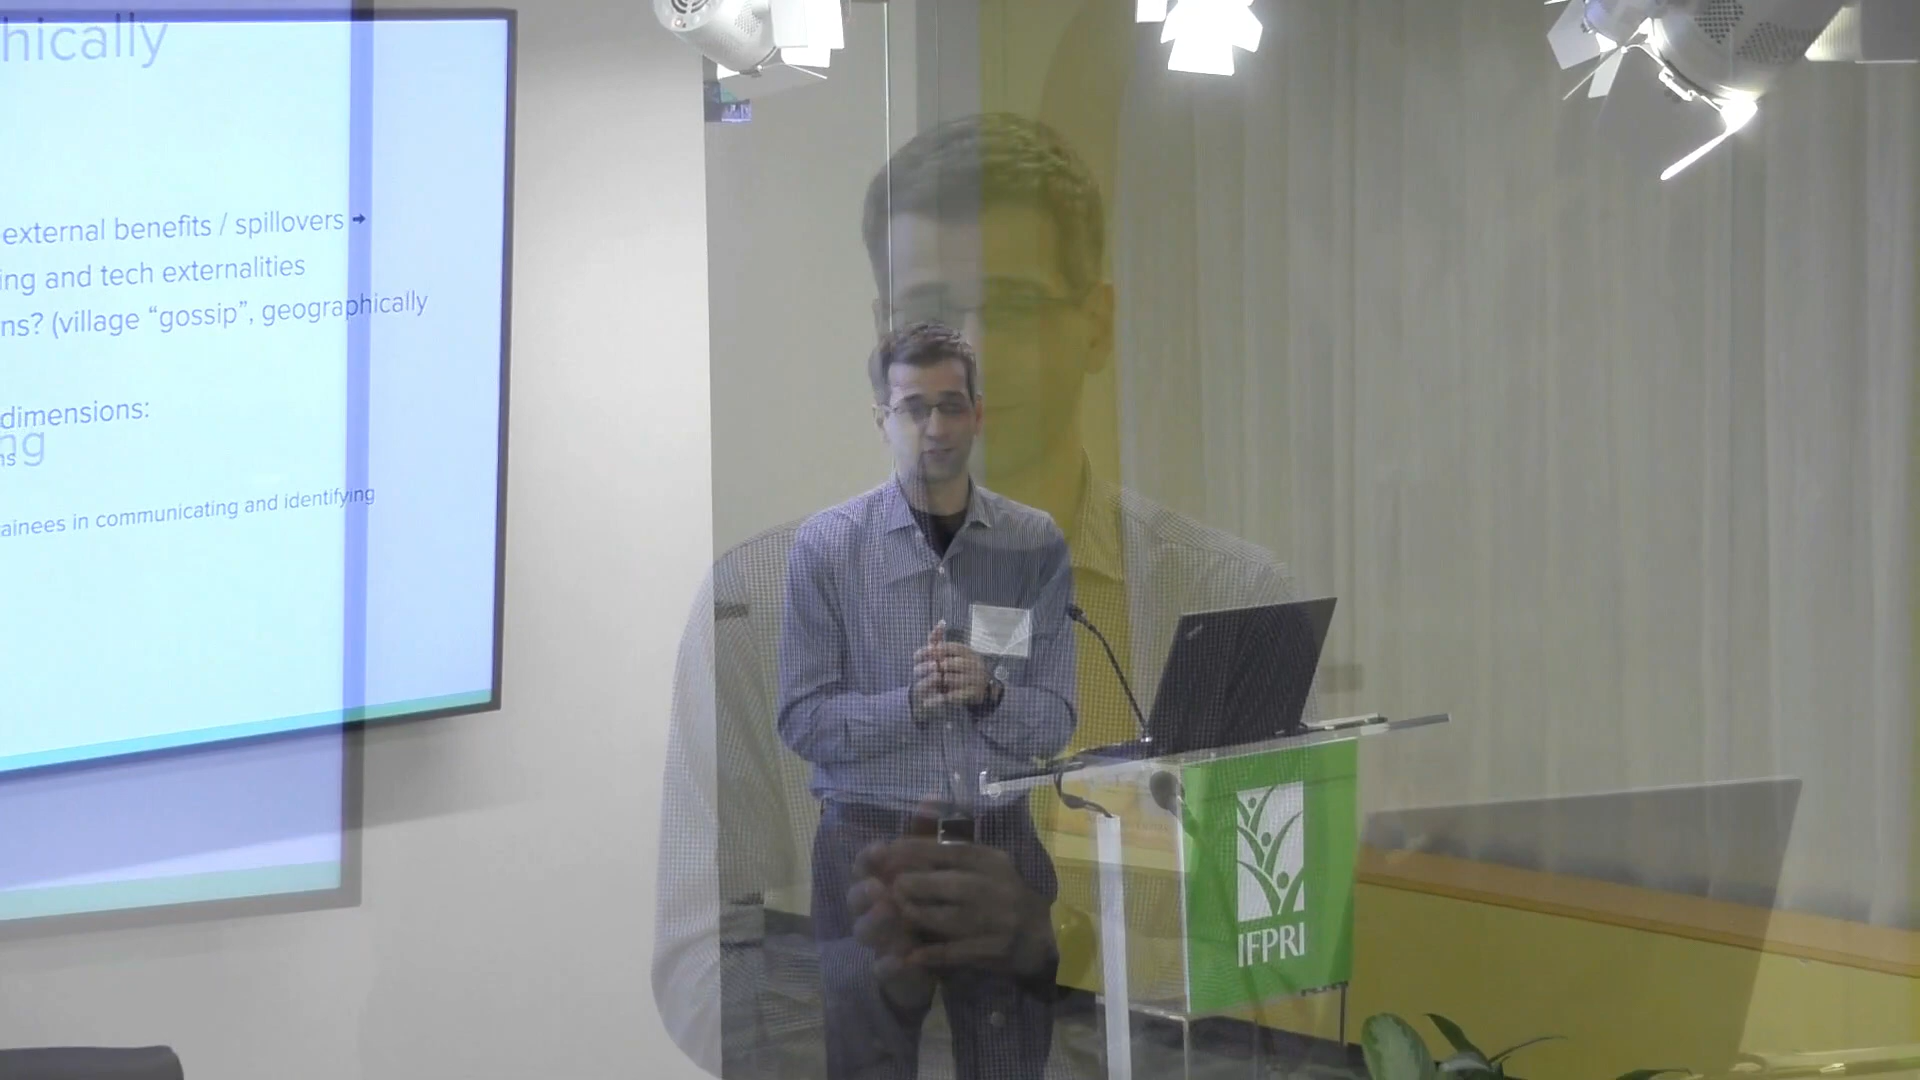 hically
external benefits / spillovers →
ing and tech externalities
ns? (village “gossip”, geographically
dimensions:
ng
ns
ainees in communicating and identifying
IFPRI